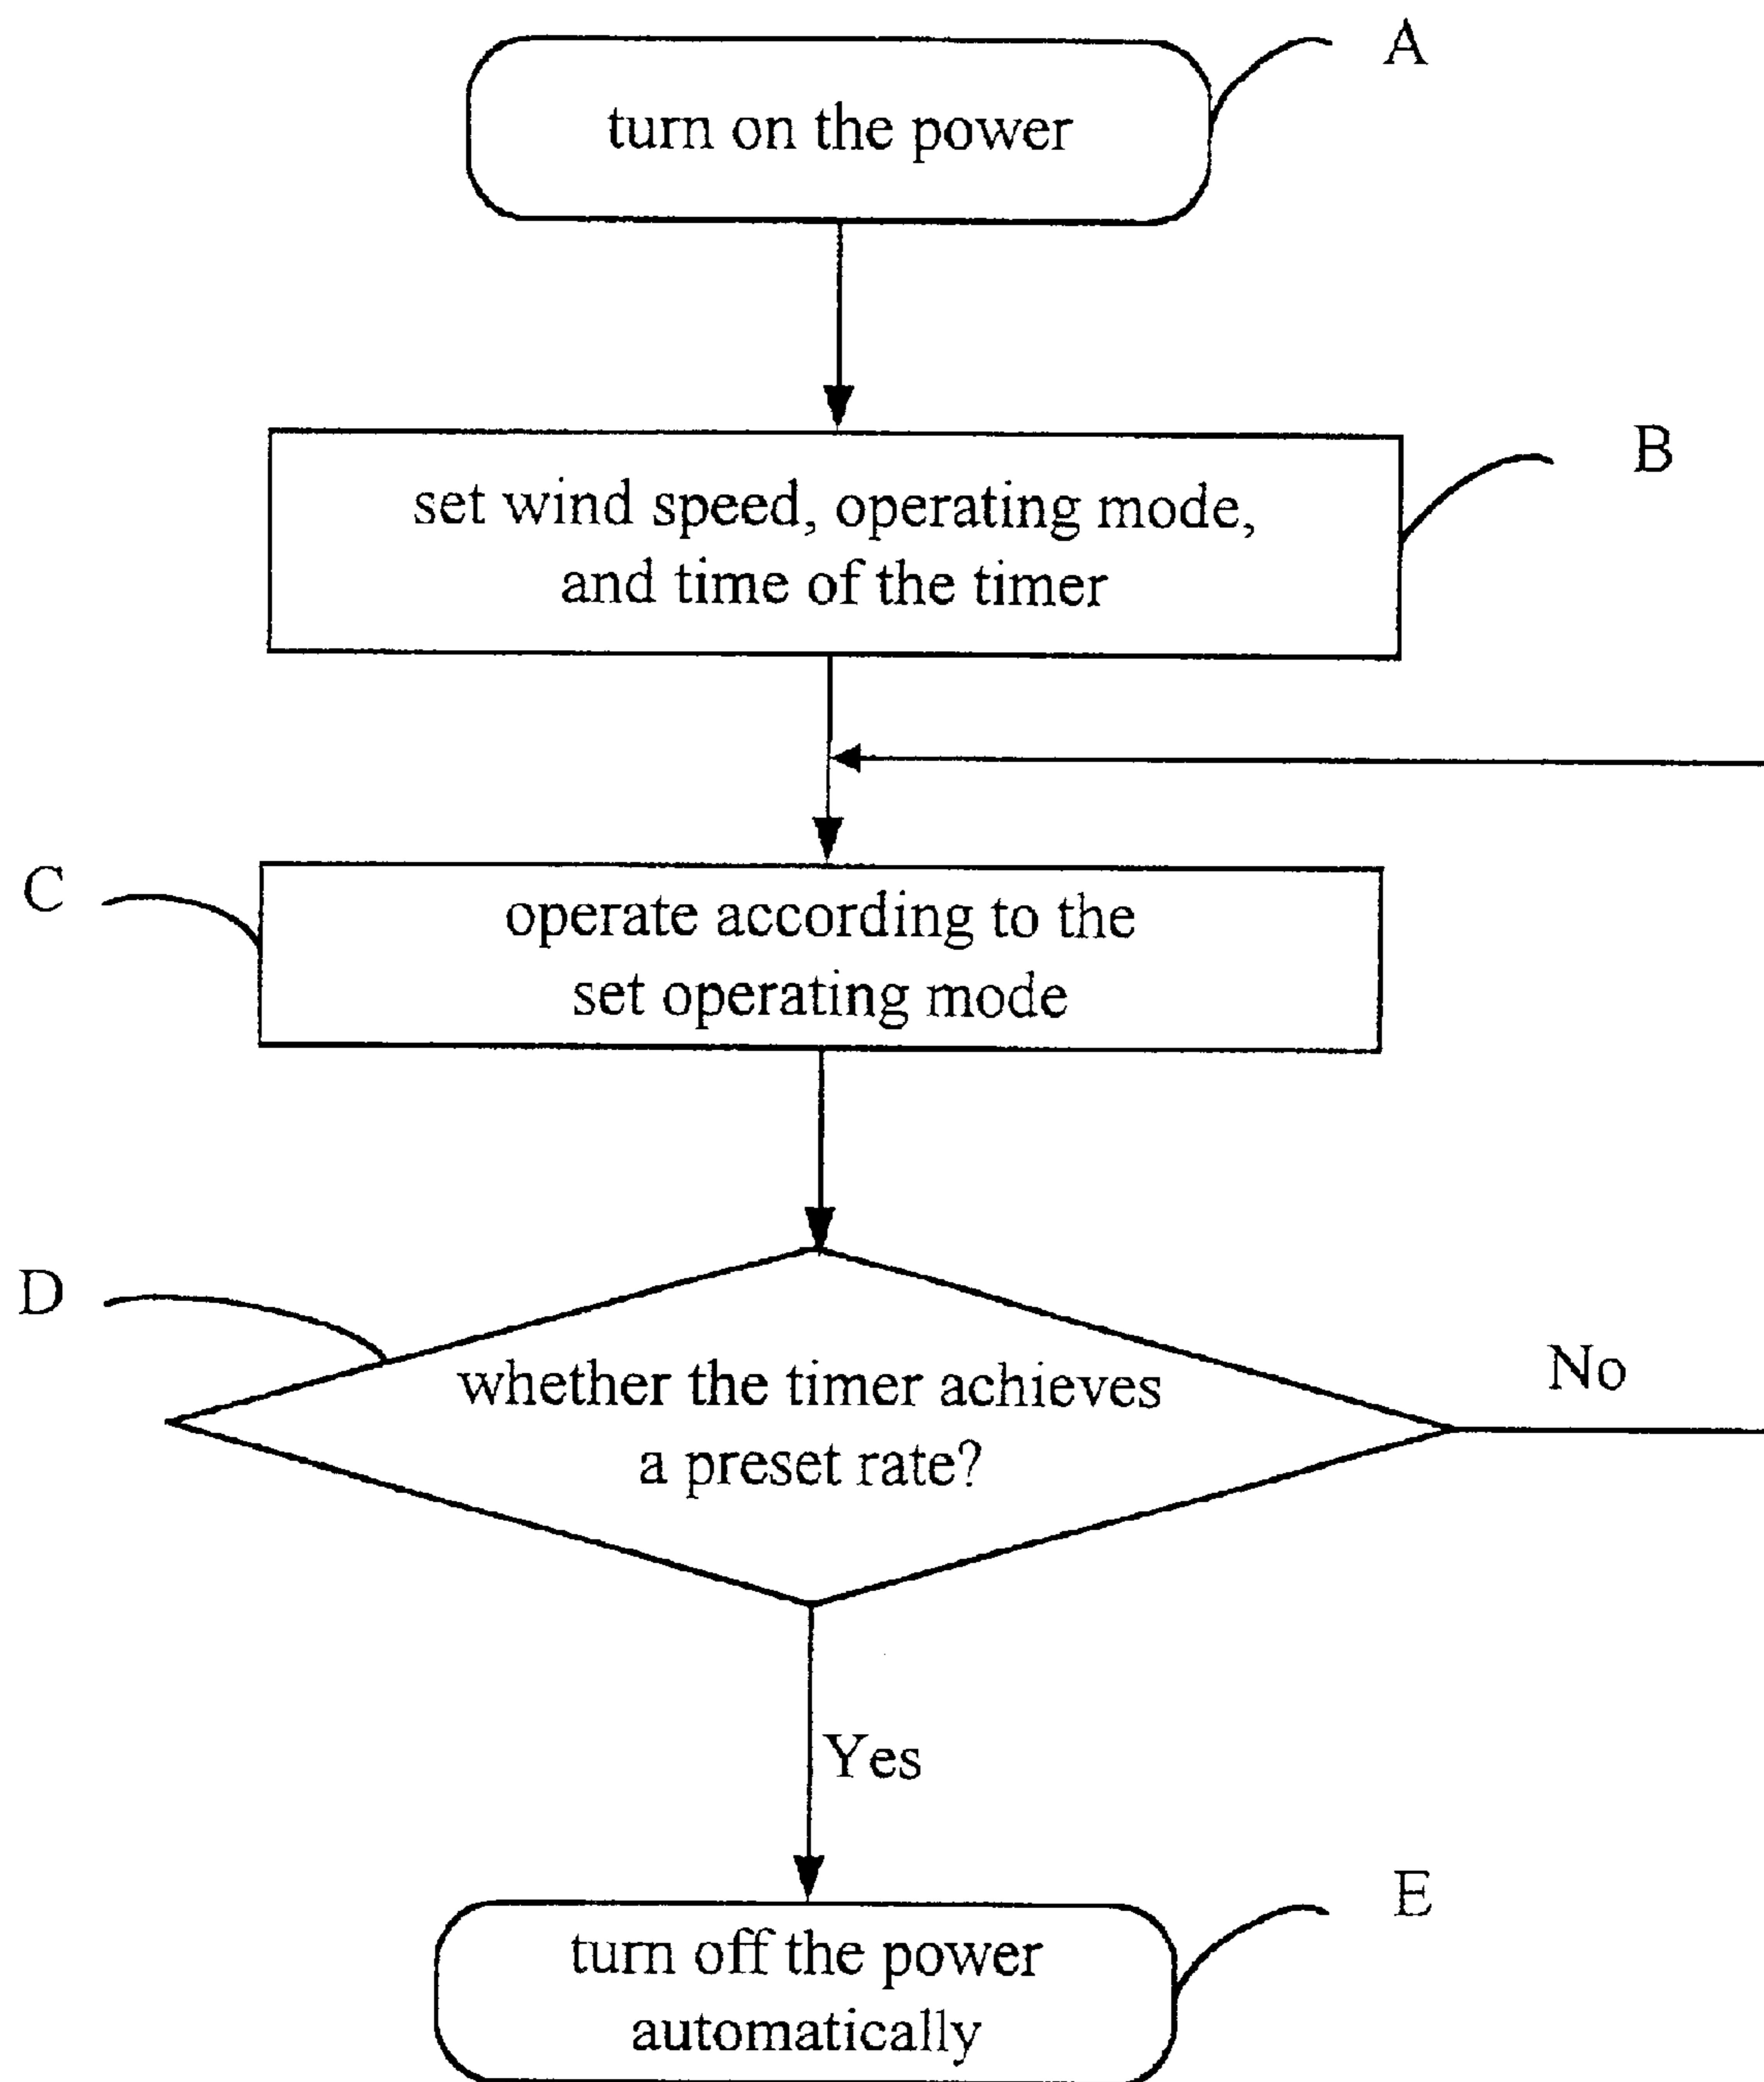 A
turn on the power
B
set wind speed, operating mode,
and time of the timer
C
operate according to the
set operating mode
D
whether the timer achieves
a preset rate?
No
Yes
E
turn off the power
automatically